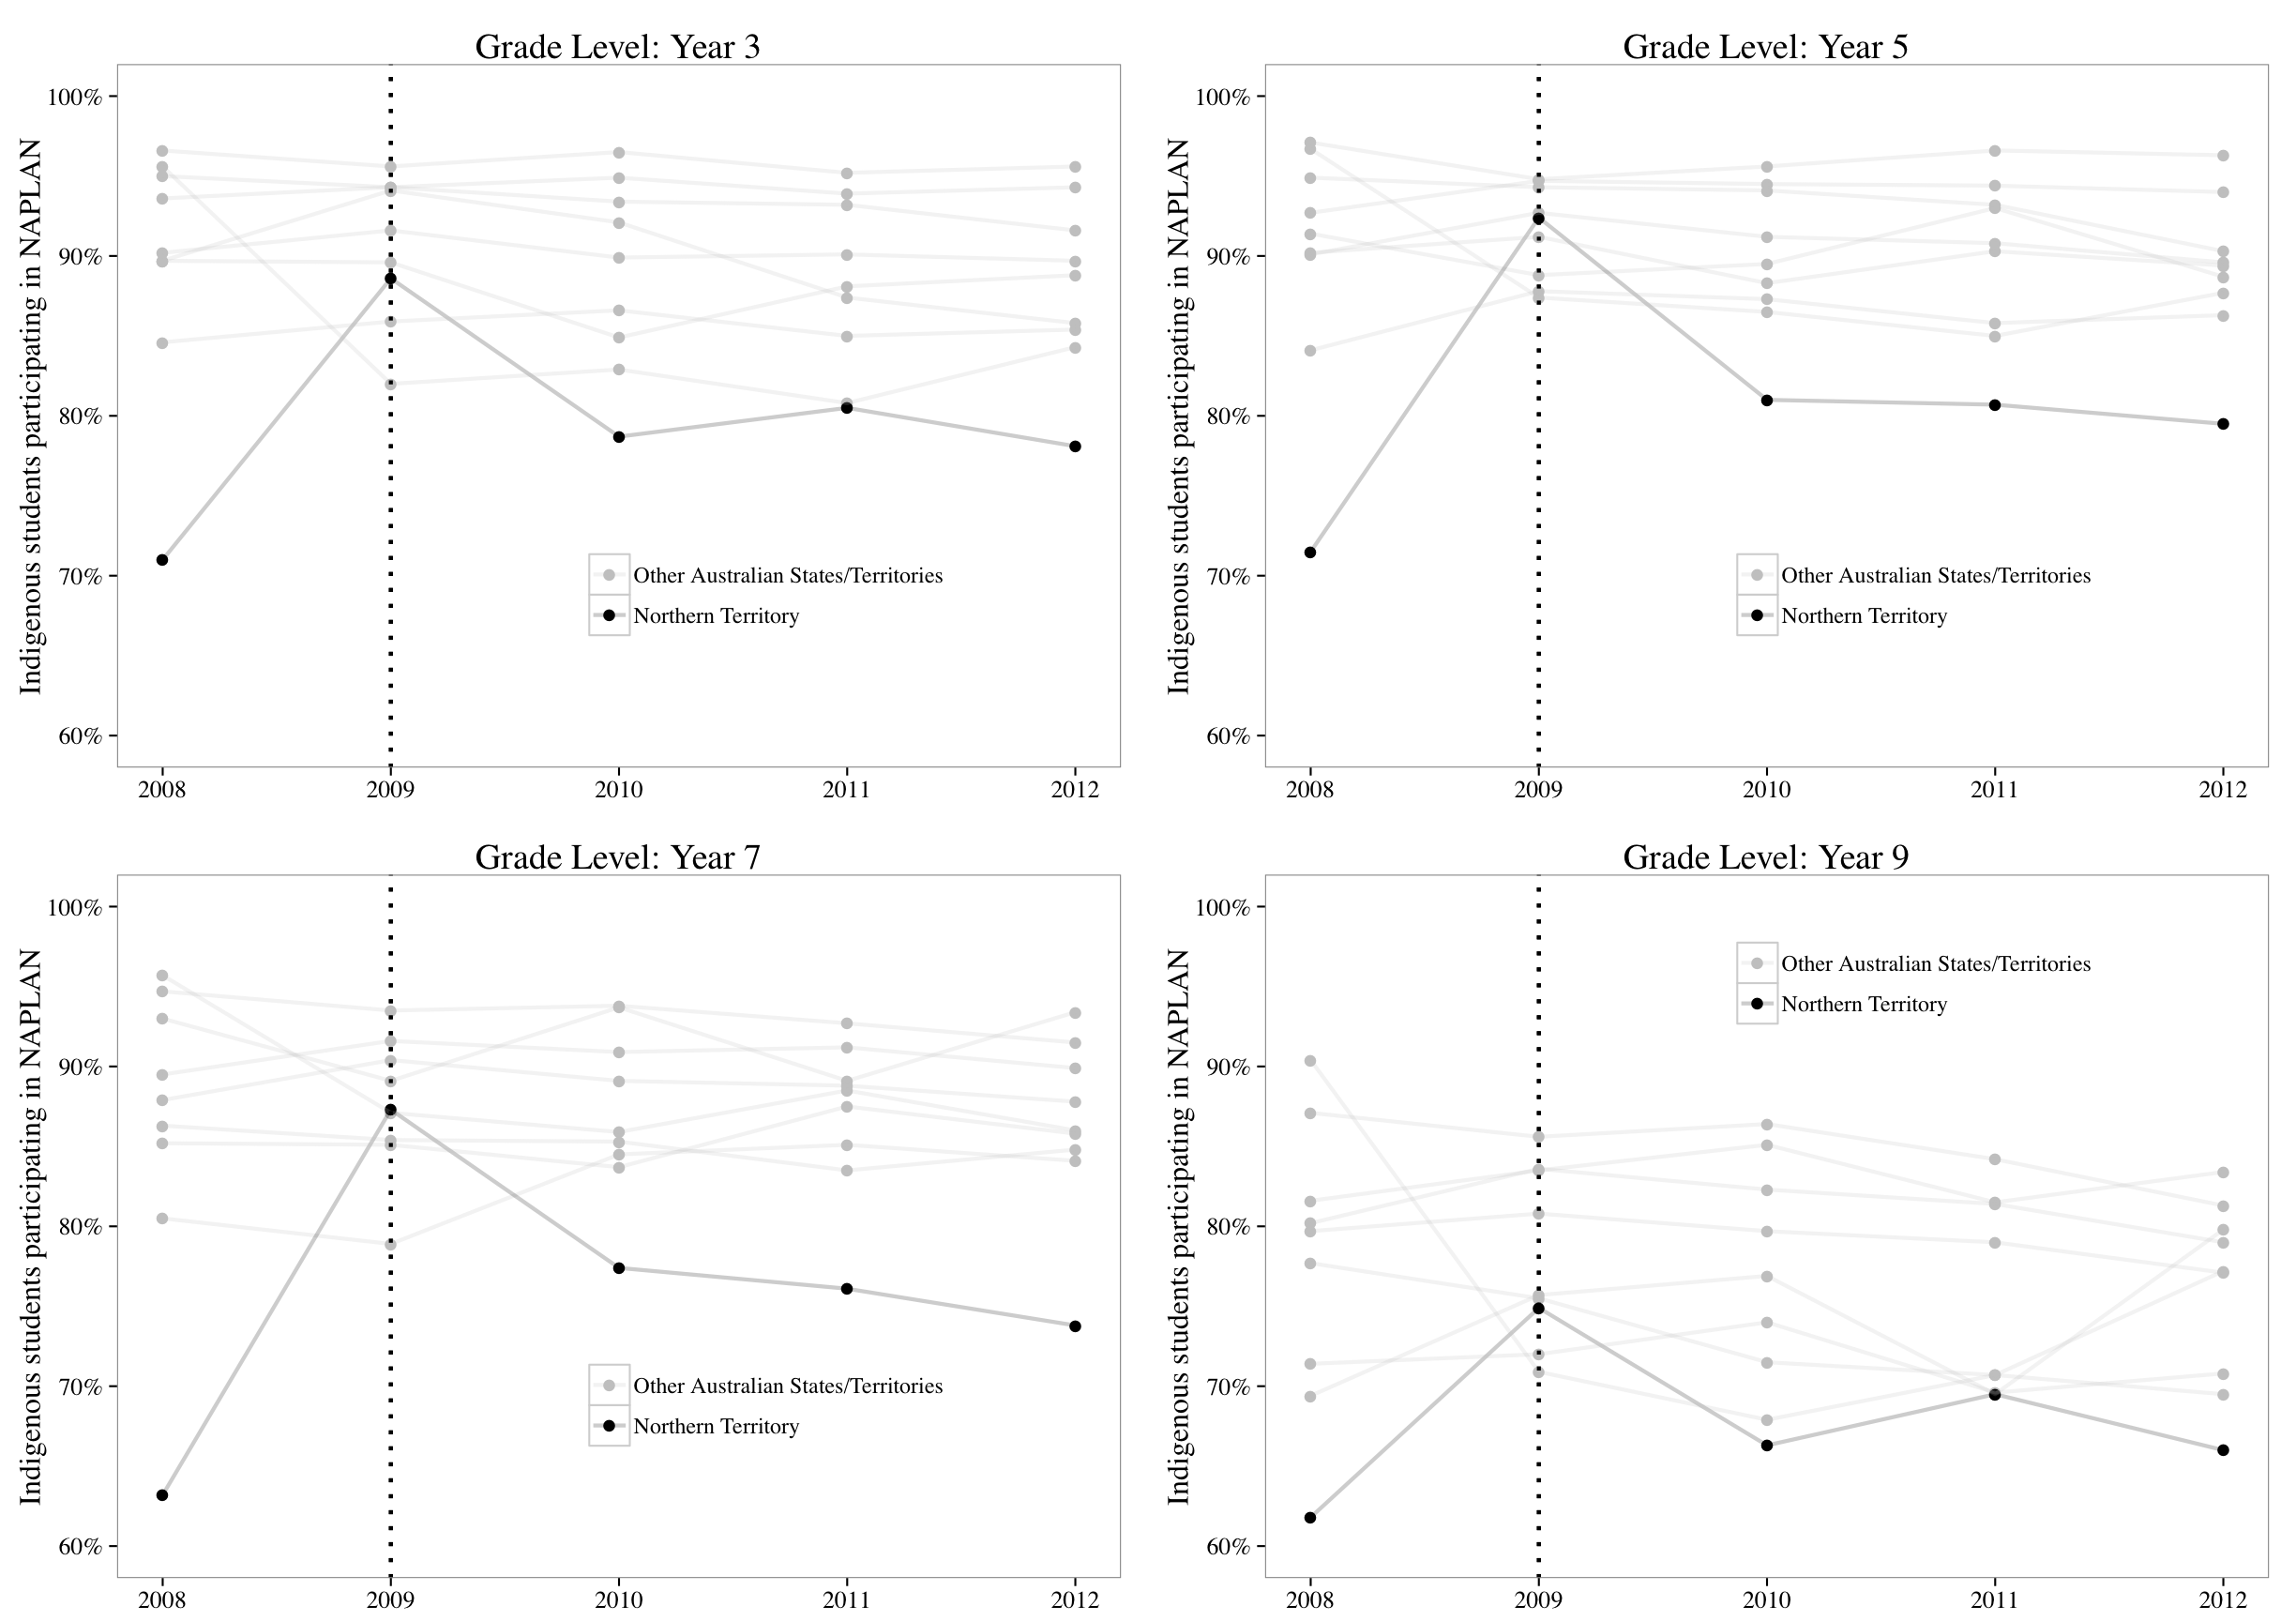 Grade Level: Year 3
Indigenous students participating in NAPLAN
100%
90%
80%
70%
60%
Other Australian States/Territories
Northern Territory
2008 2009 2010 2011 2012
Grade Level: Year 5
Indigenous students participating in NAPLAN
100%
90%
80%
70%
60%
Other Australian States/Territories
Northern Territory
2008 2009 2010 2011 2012
Grade Level: Year 7
Indigenous students participating in NAPLAN
100%
90%
80%
70%
60%
Other Australian States/Territories
Northern Territory
2008 2009 2010 2011 2012
Grade Level: Year 9
Indigenous students participating in NAPLAN
100%
90%
80%
70%
60%
Other Australian States/Territories
Northern Territory
2008 2009 2010 2011 2012